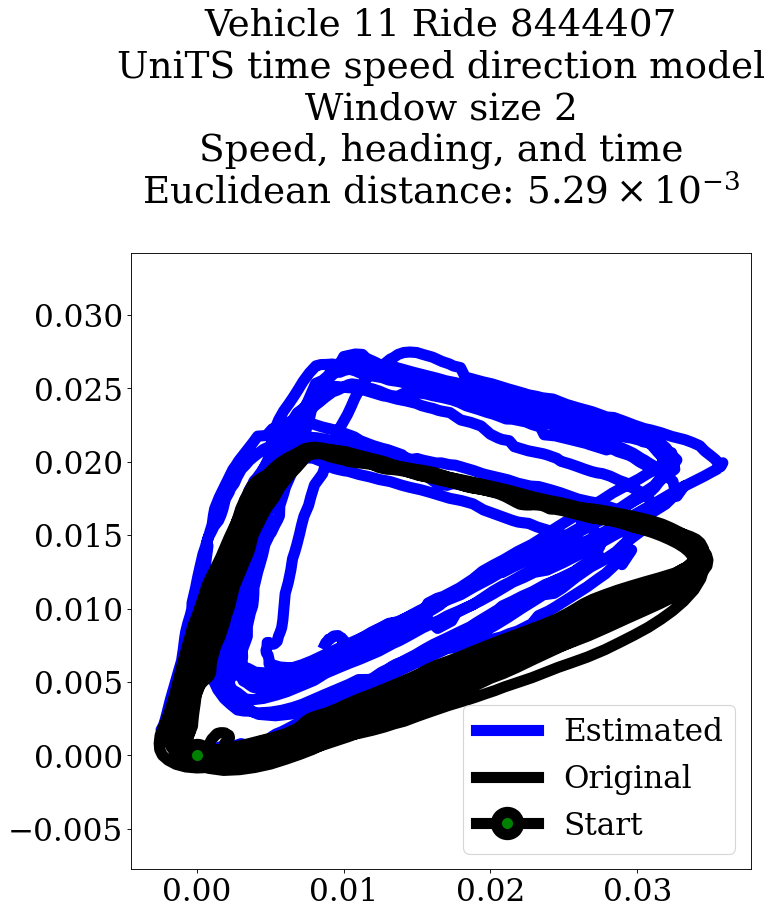 Vehicle 11 Ride 8444407
UniTS time speed direction model
Window size 2
Speed, heading, and time
Euclidean distance: 5.29 × 10⁻³
0.030
0.025
0.020
0.015
0.010
0.005
0.000
−0.005
Estimated
Original
Start
0.00 0.01 0.02 0.03